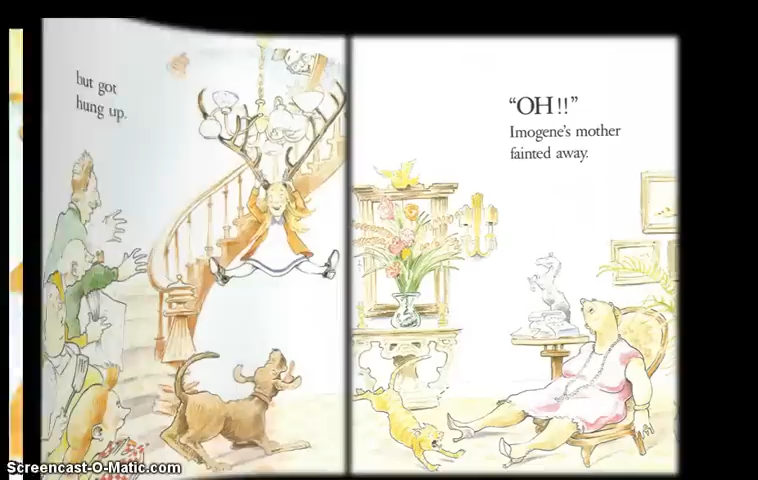 but got
hung up.
“OH!!”
Imogene’s mother
fainted away.
Screencast-O-Matic.com